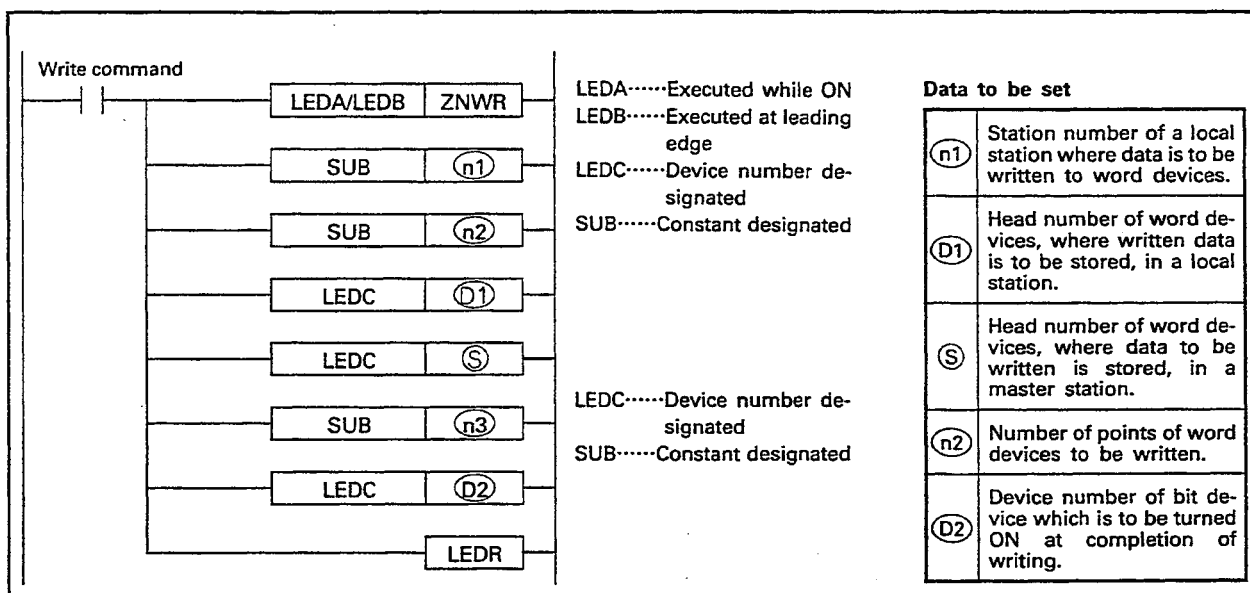 Write command
LEDA/LEDB ZNWR
SUB n1
SUB n2
LEDC D1
LEDC S
SUB n3
LEDC D2
LEDR
LEDA······Executed while ON
LEDB······Executed at leading
edge
LEDC······Device number de-
signated
SUB······Constant designated
LEDC······Device number de-
signated
SUB······Constant designated
Data to be set
n1 Station number of a local
station where data is to be
written to word devices.
D1 Head number of word de-
vices, where written data
is to be stored, in a local
station.
S Head number of word de-
vices, where data to be
written is stored, in a
master station.
n2 Number of points of word
devices to be written.
D2 Device number of bit de-
vice which is to be turned
ON at completion of
writing.